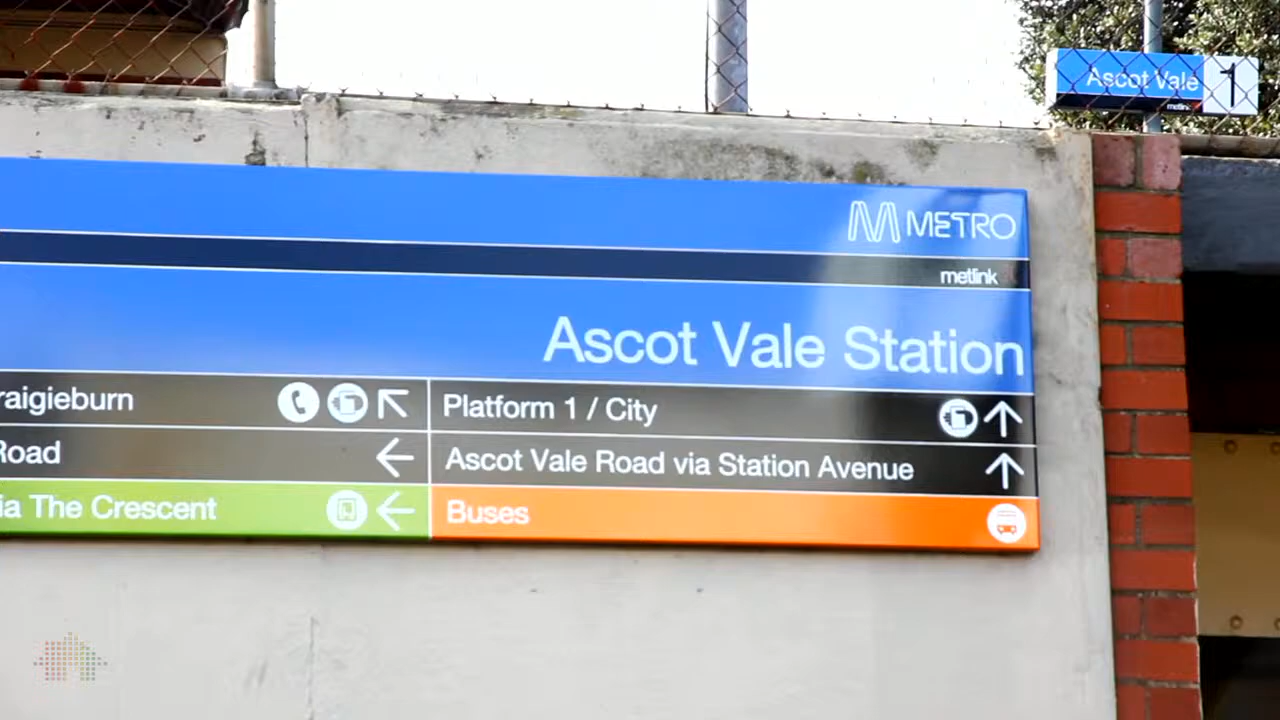 Ascot Vale 1
metlink
METRO
metlink
Ascot Vale Station
raigieburn
Platform 1 / City
Road
Ascot Vale Road via Station Avenue
ia The Crescent
Buses